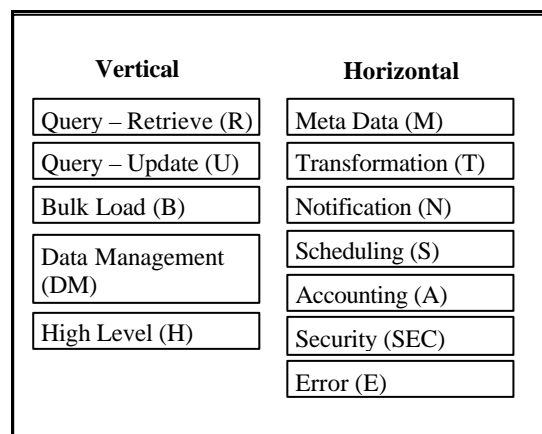 Vertical
Query – Retrieve (R)
Query – Update (U)
Bulk Load (B)
Data Management
(DM)
High Level (H)
Horizontal
Meta Data (M)
Transformation (T)
Notification (N)
Scheduling (S)
Accounting (A)
Security (SEC)
Error (E)